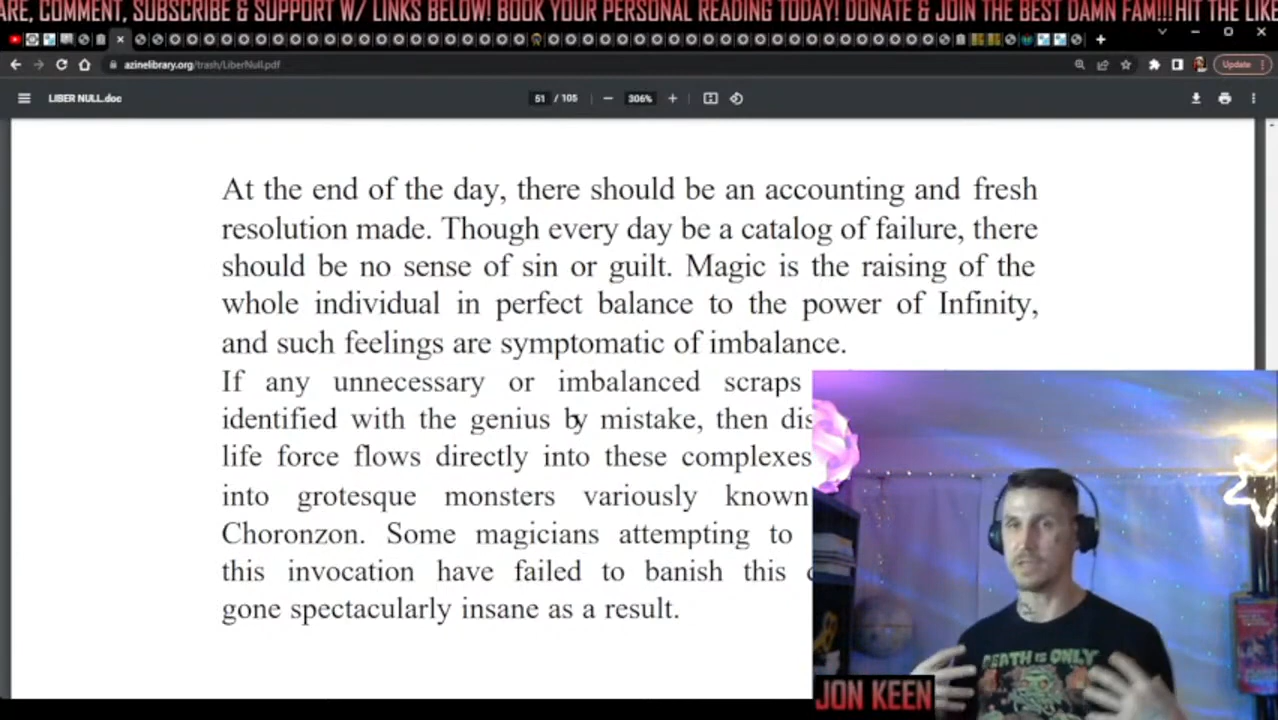 ARE, COMMENT, SUBSCRIBE & SUPPORT W/ LINKS BELOW! BOOK YOUR PERSONAL READING TODAY! DONATE & JOIN THE BEST DAMN FAM!!! HIT THE LIKE
azinelibrary.org/trash/LiberNull.pdf
Update
LIBER NULL.doc
51 / 105
306%
At the end of the day, there should be an accounting and fresh
resolution made. Though every day be a catalog of failure, there
should be no sense of sin or guilt. Magic is the raising of the
whole individual in perfect balance to the power of Infinity,
and such feelings are symptomatic of imbalance.
If any unnecessary or imbalanced scraps
identified with the genius by mistake, then dis
life force flows directly into these complexes
into grotesque monsters variously known
Choronzon. Some magicians attempting to
this invocation have failed to banish this
gone spectacularly insane as a result.
DEATH IS ONLY
JON KEEN